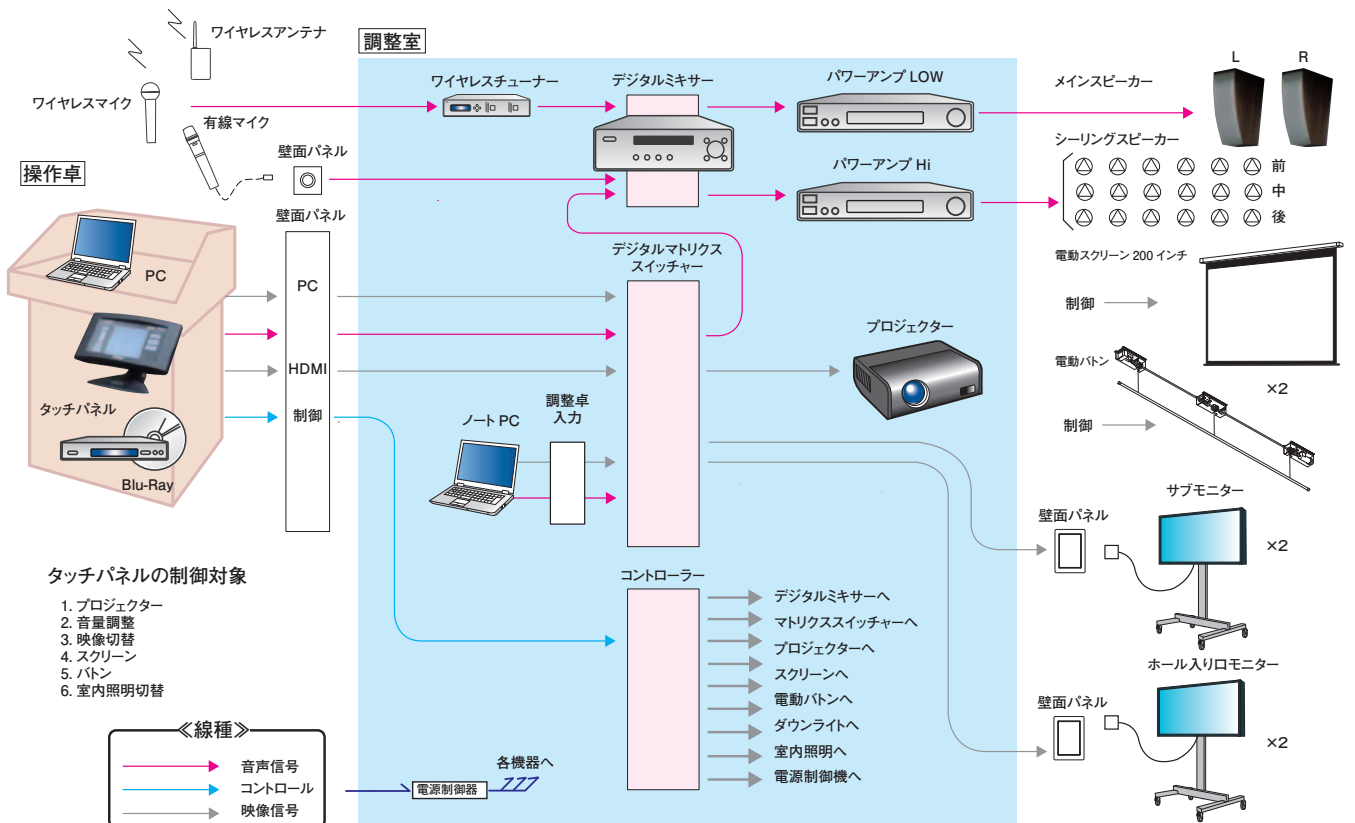 ワイヤレスアンテナ
ワイヤレスマイク
有線マイク
操作卓
壁面パネル
壁面パネル
PC
PC
HDMI
制御
タッチパネル
Blu-Ray
調整室
ワイヤレスチューナー
デジタルミキサー
パワーアンプ LOW
パワーアンプ Hi
デジタルマトリクス
スイッチャー
プロジェクター
ノート PC
調整卓
入力
コントローラー
デジタルミキサーへ
マトリクススイッチャーへ
プロジェクターへ
スクリーンへ
電動バトンへ
ダウンライトへ
室内照明へ
電源制御機へ
各機器へ
電源制御器
メインスピーカー
L
R
シーリングスピーカー
前
中
後
電動スクリーン 200 インチ
制御
×2
電動バトン
制御
サブモニター
壁面パネル
×2
ホール入り口モニター
壁面パネル
×2
タッチパネルの制御対象
1. プロジェクター
2. 音量調整
3. 映像切替
4. スクリーン
5. バトン
6. 室内照明切替
≪線種≫
音声信号
コントロール
映像信号